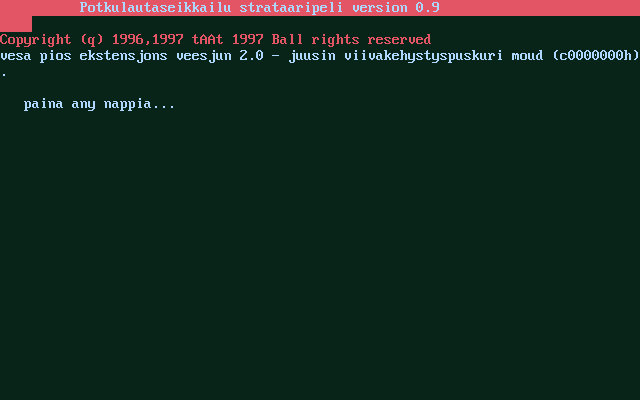 Potkulautaseikkailu strataaripeli version 0.9
Copyright (q) 1996,1997 tAAt 1997 Ball rights reserved
vesa pios ekstensjons veesjun 2.0 - juusin viivakehystyspuskuri moud (c0000000h)
.
paina any nappia...